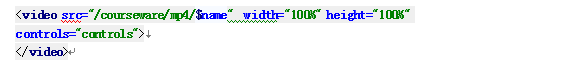 <video src="/courseware/mp4/$name"  width="100%" height="100%"
controls="controls">↓
</video>↵